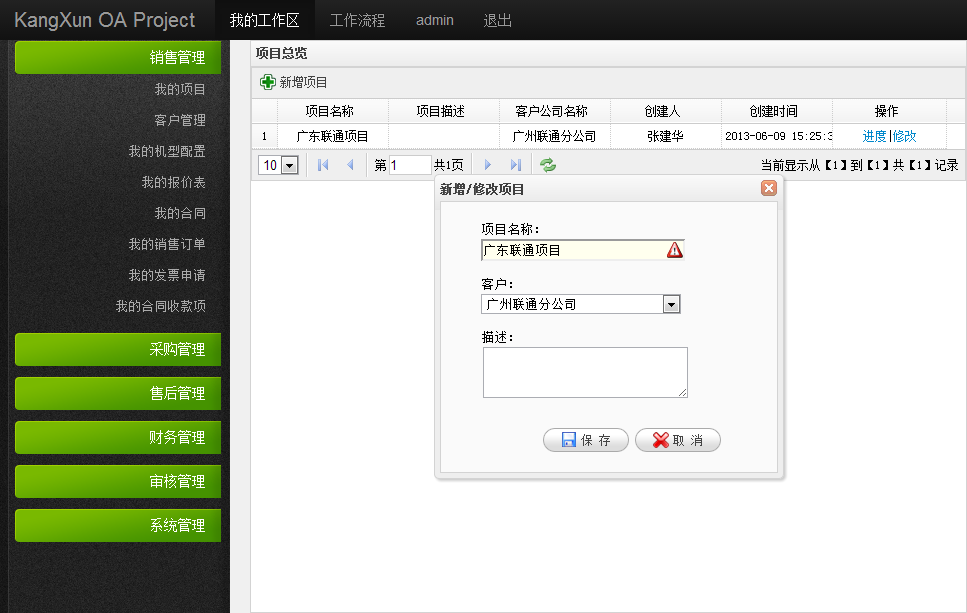 KangXun OA Project 我的工作区 工作流程 admin 退出
销售管理
我的项目
客户管理
我的机型配置
我的报价表
我的合同
我的销售订单
我的发票申请
我的合同收款项
采购管理
售后管理
财务管理
审核管理
系统管理
项目总览
新增项目
项目名称 项目描述 客户公司名称 创建人 创建时间 操作
1 广东联通项目 广州联通分公司 张建华 2013-06-09 15:25:3 进度|修改
10 第 1 共1页 当前显示从【1】到【1】共【1】记录
新增/修改项目
项目名称：
广东联通项目
客户：
广州联通分公司
描述：
保 存 取 消